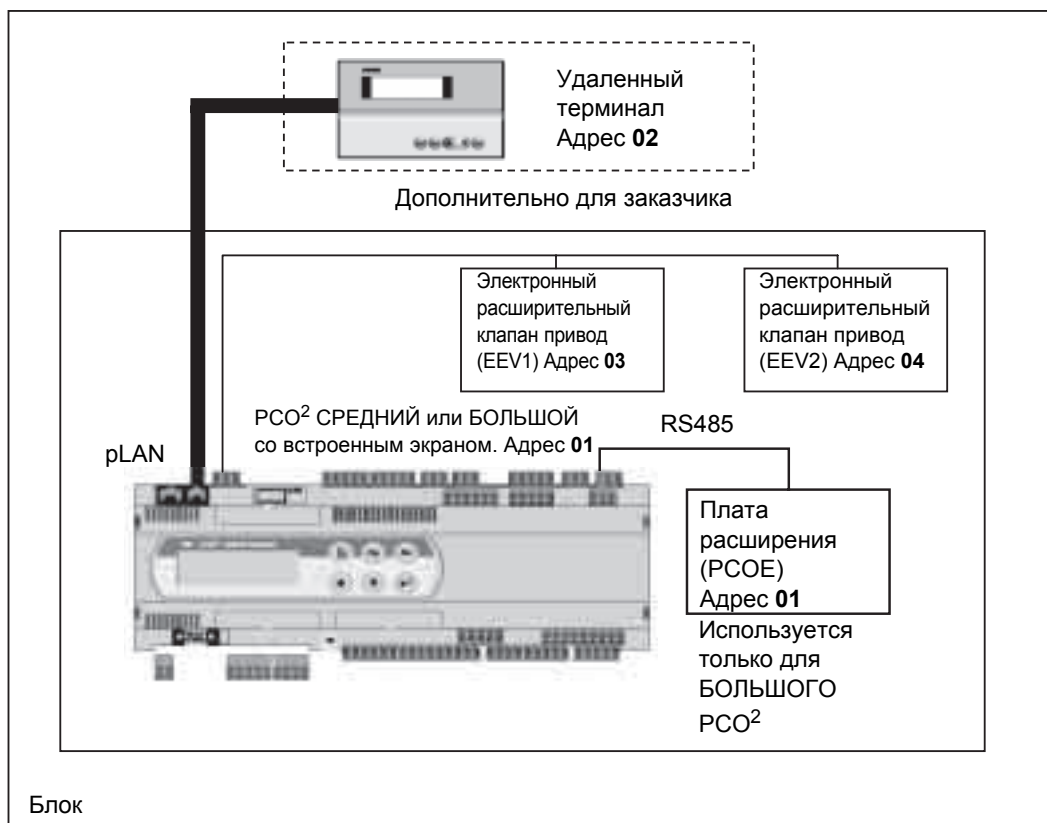 Удаленный
терминал
Адрес 02
Дополнительно для заказчика
Электронный
расширительный
клапан привод
(EEV1) Адрес 03
Электронный
расширительный
клапан привод
(EEV2) Адрес 04
PCO² СРЕДНИЙ или БОЛЬШОЙ
со встроенным экраном. Адрес 01
RS485
pLAN
Плата
расширения
(PCOE)
Адрес 01
Используется
только для
БОЛЬШОГО
PCO²
Блок